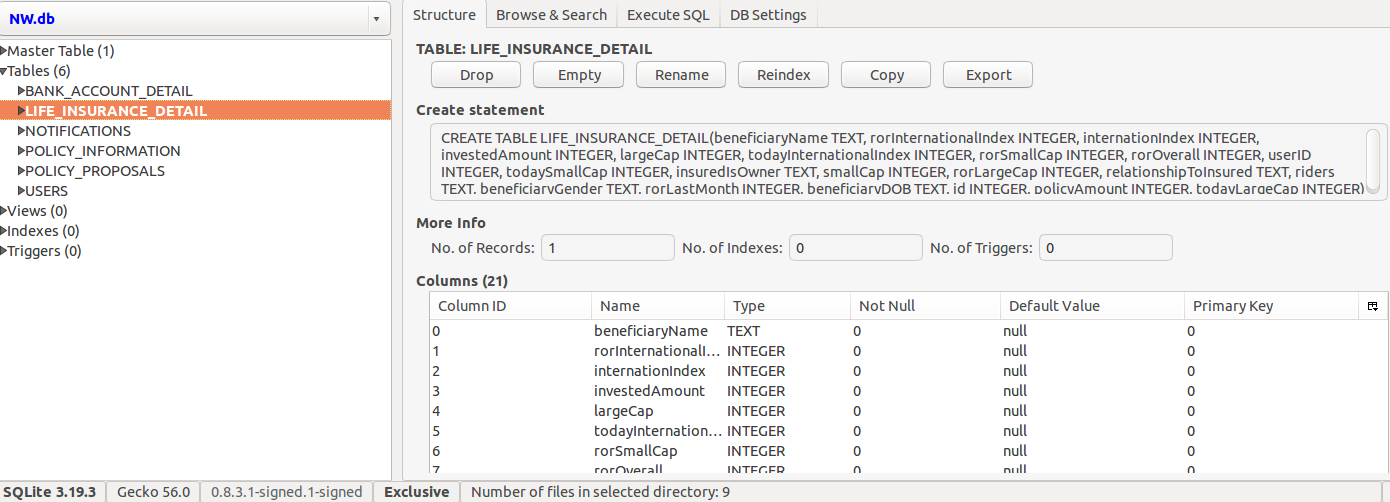 NW.db
Master Table (1)
Tables (6)
BANK_ACCOUNT_DETAIL
LIFE_INSURANCE_DETAIL
NOTIFICATIONS
POLICY_INFORMATION
POLICY_PROPOSALS
USERS
Views (0)
Indexes (0)
Triggers (0)
Structure Browse & Search Execute SQL DB Settings
TABLE: LIFE_INSURANCE_DETAIL
Drop Empty Rename Reindex Copy Export
Create statement
CREATE TABLE LIFE_INSURANCE_DETAIL(beneficiaryName TEXT, rorInternationalIndex INTEGER, internationIndex INTEGER,
investedAmount INTEGER, largeCap INTEGER, todayInternationalIndex INTEGER, rorSmallCap INTEGER, rorOverall INTEGER, userID
INTEGER, todaySmallCap INTEGER, insuredIsOwner TEXT, smallCap INTEGER, rorLargeCap INTEGER, relationshipToInsured TEXT, riders
TEXT, beneficiaryGender TEXT, rorLastMonth INTEGER, beneficiaryDOB TEXT, id INTEGER, policyAmount INTEGER, todayLargeCap INTEGER)
More Info
No. of Records: 1 No. of Indexes: 0 No. of Triggers: 0
Columns (21)
Column ID Name Type Not Null Default Value Primary Key
0 beneficiaryName TEXT 0 null 0
1 rorInternationalI... INTEGER 0 null 0
2 internationIndex INTEGER 0 null 0
3 investedAmount INTEGER 0 null 0
4 largeCap INTEGER 0 null 0
5 todayInternation... INTEGER 0 null 0
6 rorSmallCap INTEGER 0 null 0
7 rorOverall INTEGER 0 null 0
SQLite 3.19.3 Gecko 56.0 0.8.3.1-signed.1-signed Exclusive Number of files in selected directory: 9